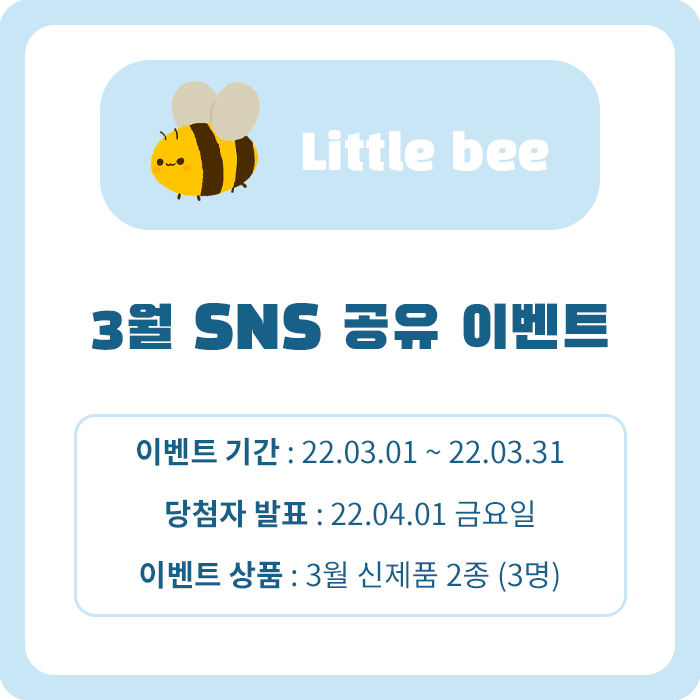 Little bee
3월 SNS 공유 이벤트
이벤트 기간 : 22.03.01 ~ 22.03.31
당첨자 발표 : 22.04.01 금요일
이벤트 상품 : 3월 신제품 2종 (3명)